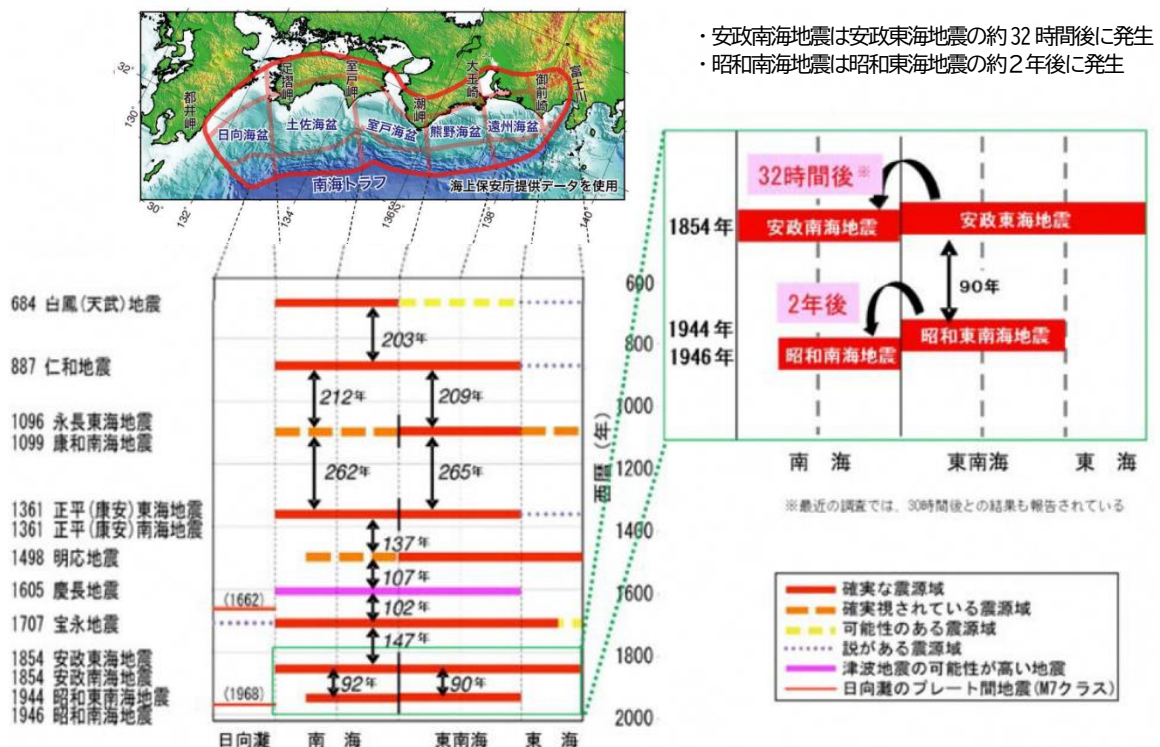 ・安政南海地震は安政東海地震の約32時間後に発生
・昭和南海地震は昭和東海地震の約２年後に発生
32°
130°
都井岬
足摺岬
室戸岬
潮岬
大王崎
御前崎
富士川
日向海盆
土佐海盆
室戸海盆
熊野海盆
遠州海盆
南海トラフ
海上保安庁提供データを使用
30°
132°
134°
136°
138°
140°
684 白鳳(天武)地震
203年
887 仁和地震
212年
209年
1096 永長東海地震
1099 康和南海地震
262年
265年
1361 正平(康安)東海地震
1361 正平(康安)南海地震
137年
1498 明応地震
107年
1605 慶長地震
(1662)
102年
1707 宝永地震
147年
1854 安政東海地震
1854 安政南海地震
92年
90年
1944 昭和東南海地震
(1968)
1946 昭和南海地震
日向灘
南 海
東南海
東 海
600
800
1000
1200
1400
1600
1800
2000
西暦(年)
32時間後※
1854年
安政南海地震
安政東海地震
90年
2年後
1944年
昭和東南海地震
1946年
昭和南海地震
南 海
東南海
東 海
※最近の調査では、30時間後との結果も報告されている
確実な震源域
確実視されている震源域
可能性のある震源域
説がある震源域
津波地震の可能性が高い地震
日向灘のプレート間地震(M7クラス)